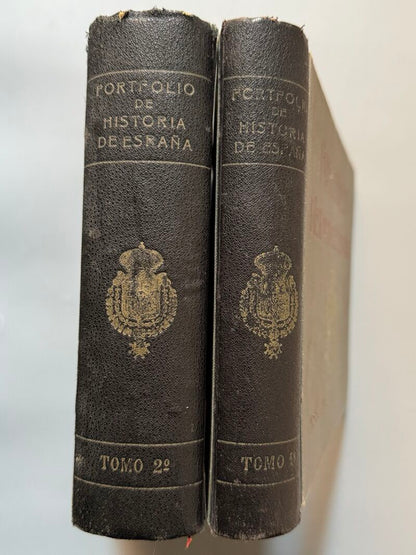 PORTFOLIO
DE
HISTORIA
DE ESPAÑA
TOMO 2º
PORTFOLIO
DE
HISTORIA
DE ESPAÑA
TOMO